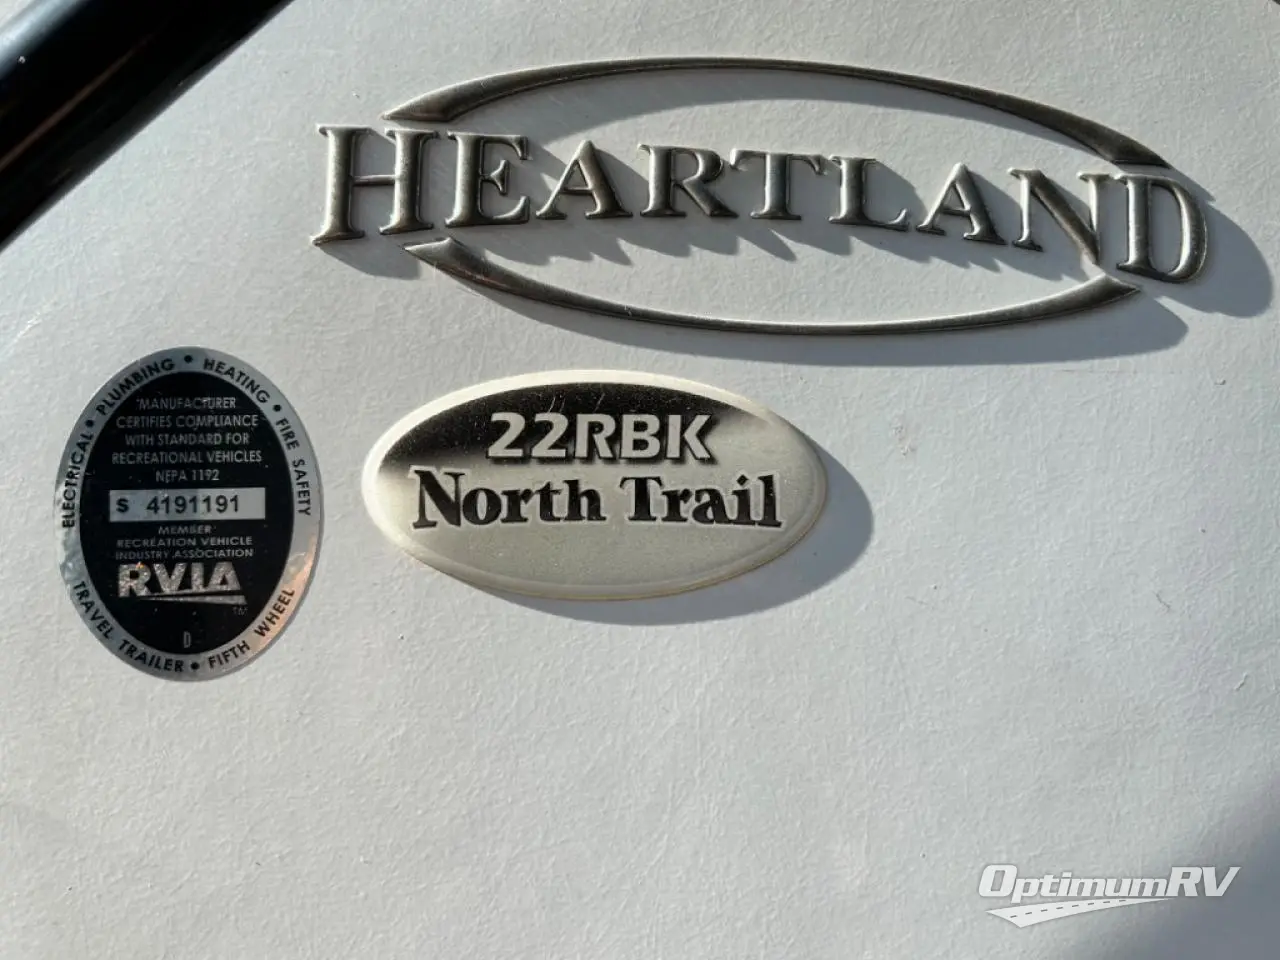 HEARTLAND
22RBK
North Trail
ELECTRICAL • PLUMBING • HEATING • FIRE SAFETY
MANUFACTURER
CERTIFIES COMPLIANCE
WITH STANDARD FOR
RECREATIONAL VEHICLES
NFPA 1192
S 4191191
MEMBER
RECREATION VEHICLE
INDUSTRY ASSOCIATION
RVIA
TM
D
TRAVEL TRAILER • FIFTH WHEEL
OptimumRV